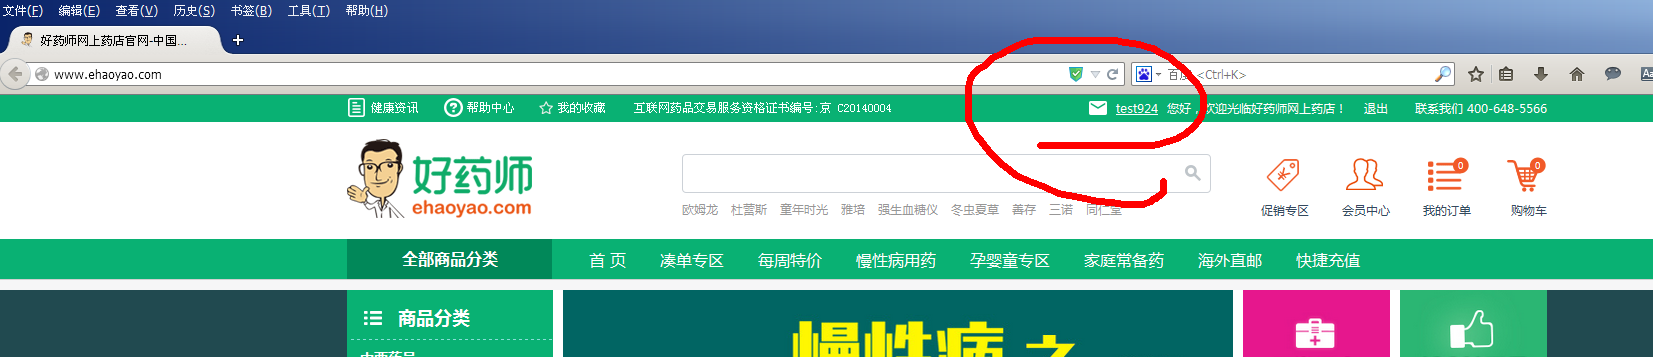 文件(F) 编辑(E) 查看(V) 历史(S) 书签(B) 工具(T) 帮助(H)
好药师网上药店官网-中国... +
www.ehaoyao.com 百度 <Ctrl+K>
健康资讯 帮助中心 我的收藏 互联网药品交易服务资格证书编号:京 C20140004 test924 您好，欢迎光临好药师网上药店！ 退出 联系我们 400-648-5566
好药师
ehaoyao.com
0 0
促销专区 会员中心 我的订单 购物车
欧姆龙 杜蕾斯 童年时光 雅培 强生血糖仪 冬虫夏草 善存 三诺 同仁堂
全部商品分类 首 页 凑单专区 每周特价 慢性病用药 孕婴童专区 家庭常备药 海外直邮 快捷充值
商品分类
慢性病之